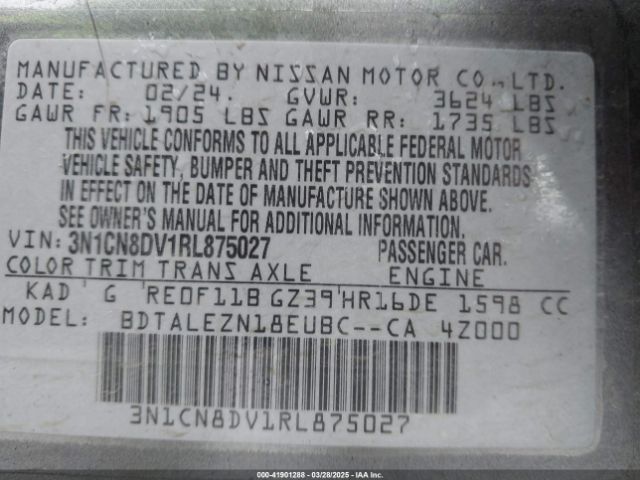 MANUFACTURED BY NISSAN MOTOR CO., LTD.
DATE: 02/24. GVWR: 3624 LBS
GAWR FR: 1905 LBS GAWR RR: 1735 LBS
THIS VEHICLE CONFORMS TO ALL APPLICABLE FEDERAL MOTOR
VEHICLE SAFETY, BUMPER AND THEFT PREVENTION STANDARDS
IN EFFECT ON THE DATE OF MANUFACTURE SHOWN ABOVE.
SEE OWNER'S MANUAL FOR ADDITIONAL INFORMATION.
VIN: 3N1CN8DV1RL875027 PASSENGER CAR.
COLOR TRIM TRANS AXLE ENGINE
KAD ' G 'RE0F11B GZ39'HR16DE 1598 CC
MODEL: BDTALEZN18EUBC--CA 4Z000
3N1CN8DV1RL875027
000-41901288 — 03/28/2025 — © IAA Holdings, LLC